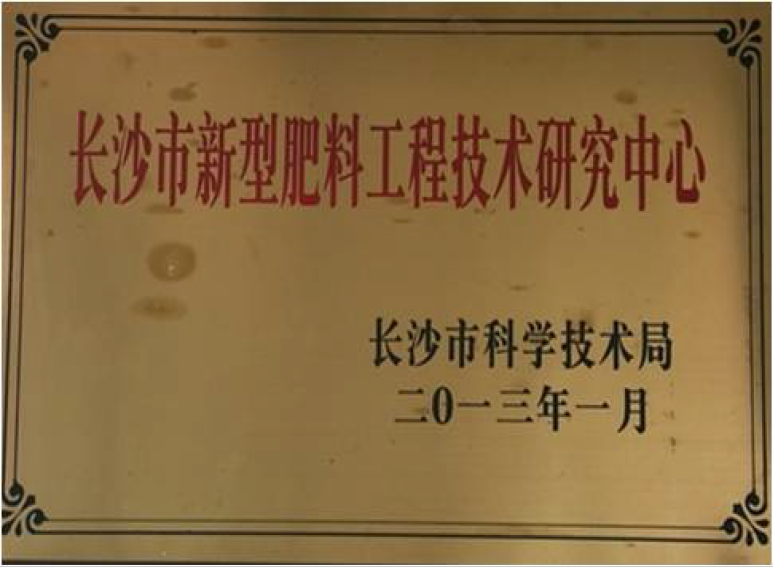 长沙市新型肥料工程技术研究中心
长沙市科学技术局
二0一三年一月